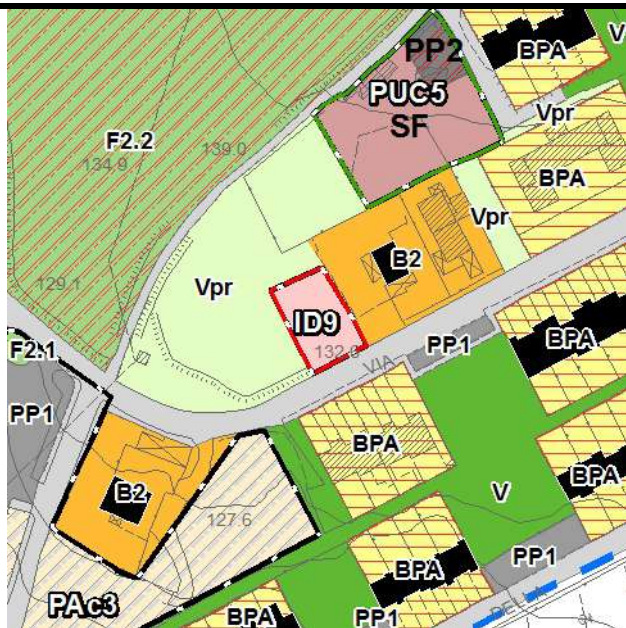 PP2
BPA
V
PUC5
SF
Vpr
F2.2
139.0
134.9
BPA
Vpr
B2
129.1
Vpr
ID9
132.0
VIA
PP1
BPA
F2.1
PP1
BPA
B2
V
BPA
127.6
PP1
BPA
PAc3
BPA
PP1